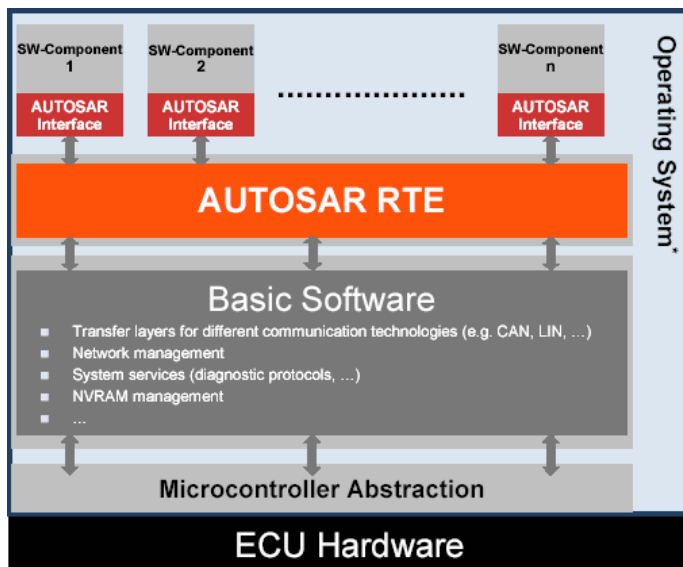 SW-Component
1
AUTOSAR
Interface
SW-Component
2
AUTOSAR
Interface
....................
SW-Component
n
AUTOSAR
Interface
Operating System*
AUTOSAR RTE
Basic Software
Transfer layers for different communication technologies (e.g. CAN, LIN, …)
Network management
System services (diagnostic protocols, …)
NVRAM management
...
Microcontroller Abstraction
ECU Hardware